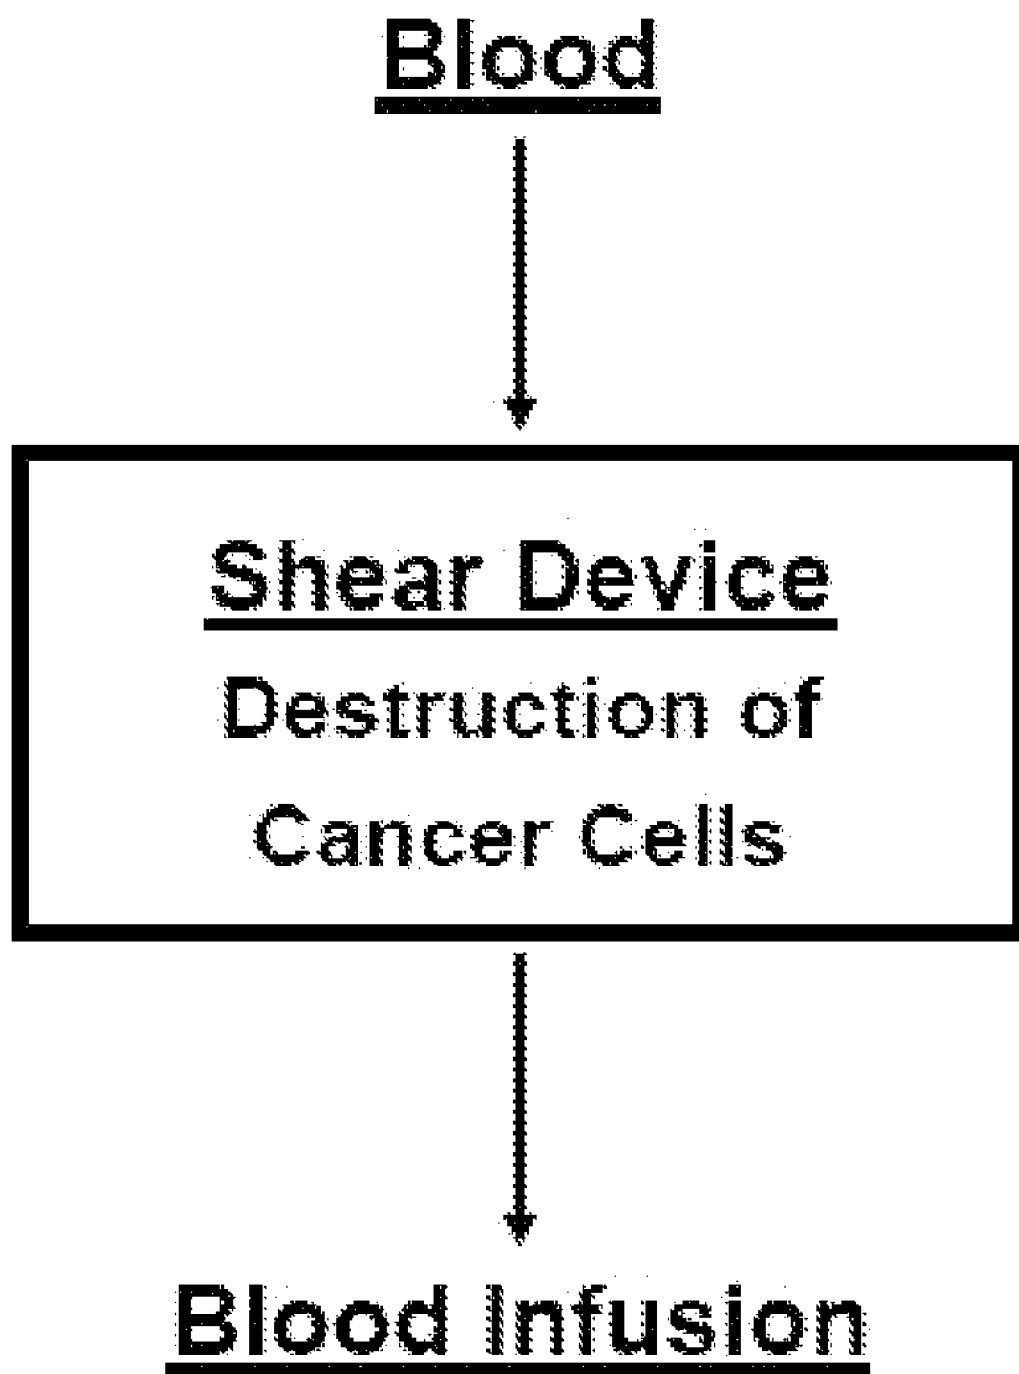 Blood
Shear Device
Destruction of
Cancer Cells
Blood Infusion